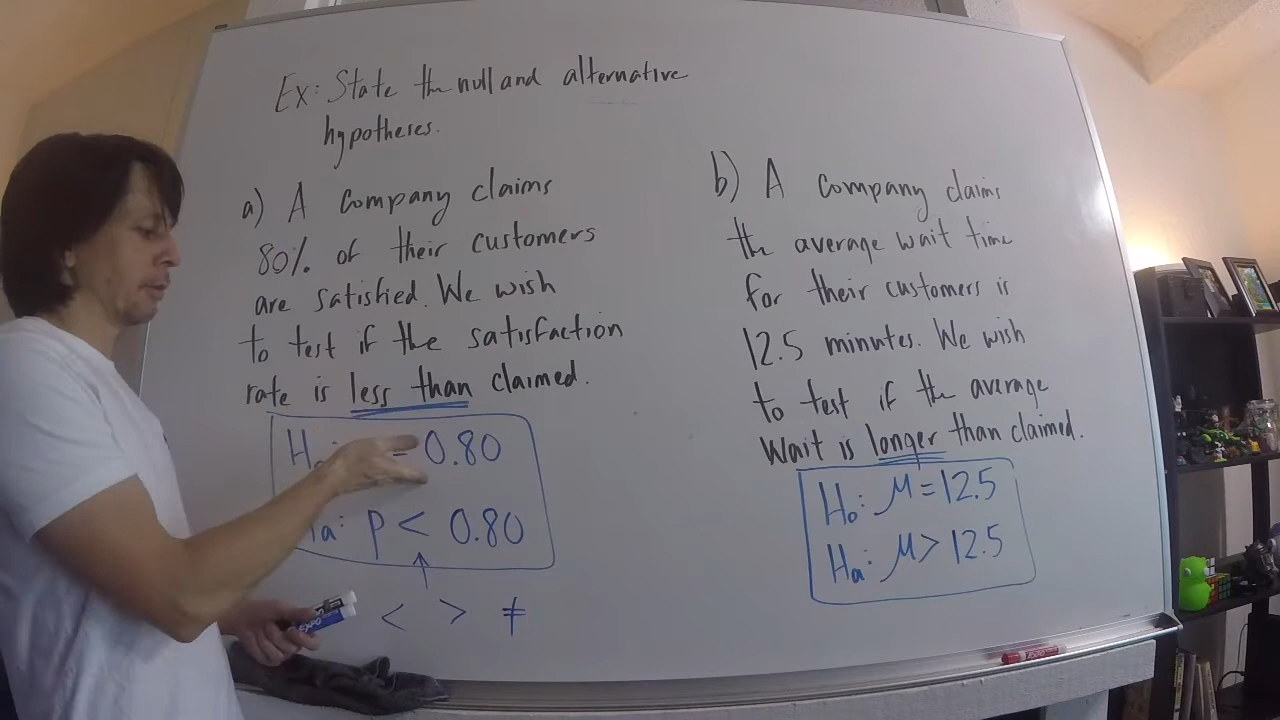 Ex: State the null and alternative
hypotheses.
a) A company claims
80% of their customers
are satisfied. We wish
to test if the satisfaction
rate is less than claimed.
H = 0.80
Ha: p < 0.80
< > ≠
EXPO
b) A company claims
the average wait time
for their customers is
12.5 minutes. We wish
to test if the average
wait is longer than claimed.
H₀: μ = 12.5
Ha: μ > 12.5